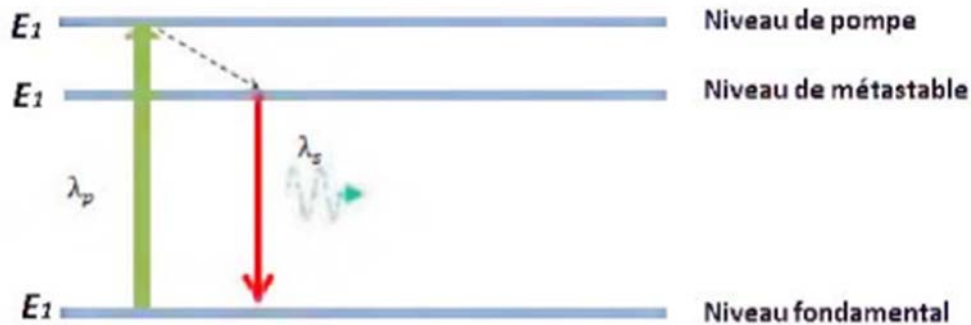 E₁ Niveau de pompe
E₁ Niveau de métastable
λₛ
λₚ
E₁ Niveau fondamental